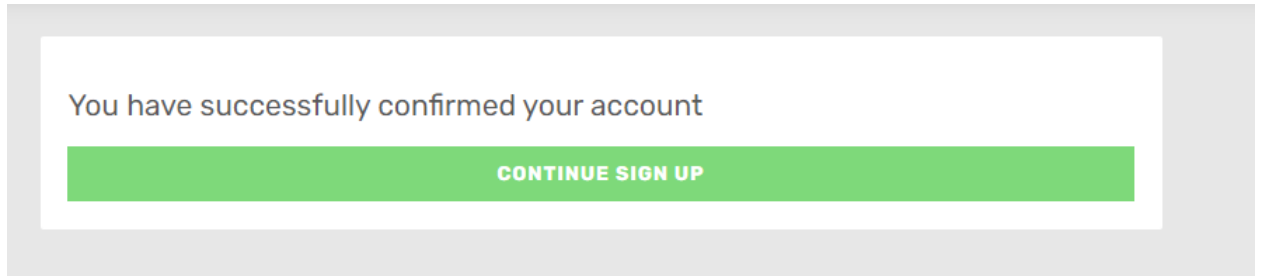 You have successfully confirmed your account
CONTINUE SIGN UP